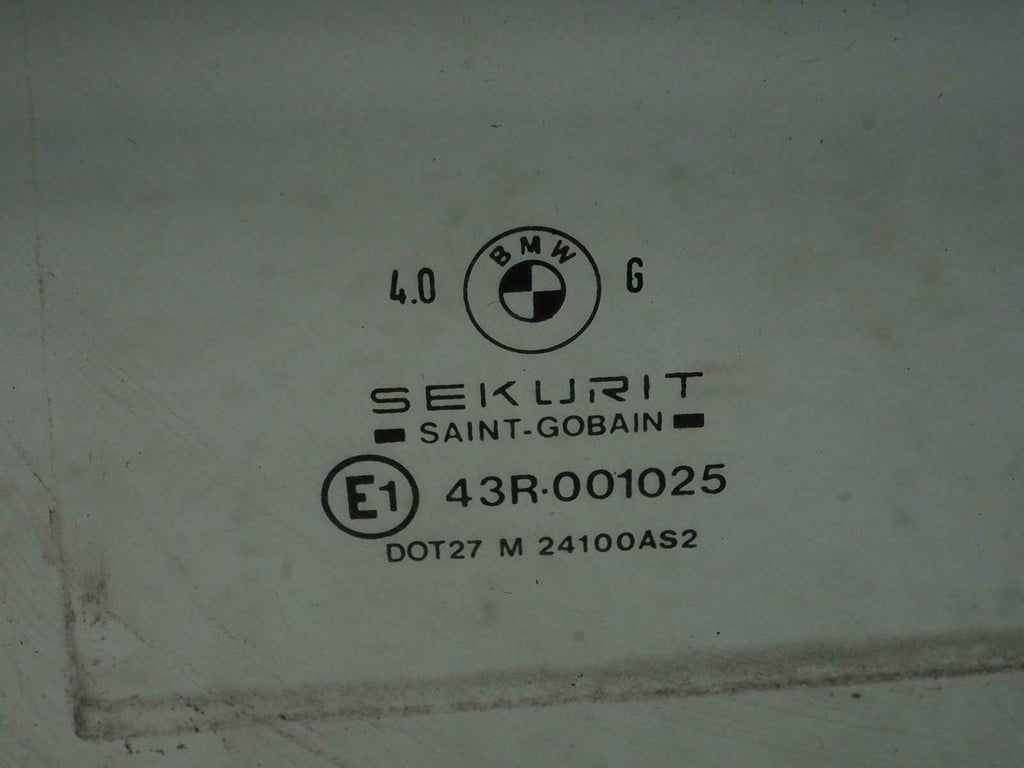 BMW
4.0 G
SEKURIT
SAINT-GOBAIN
E1 43R·001025
DOT27 M 24100AS2